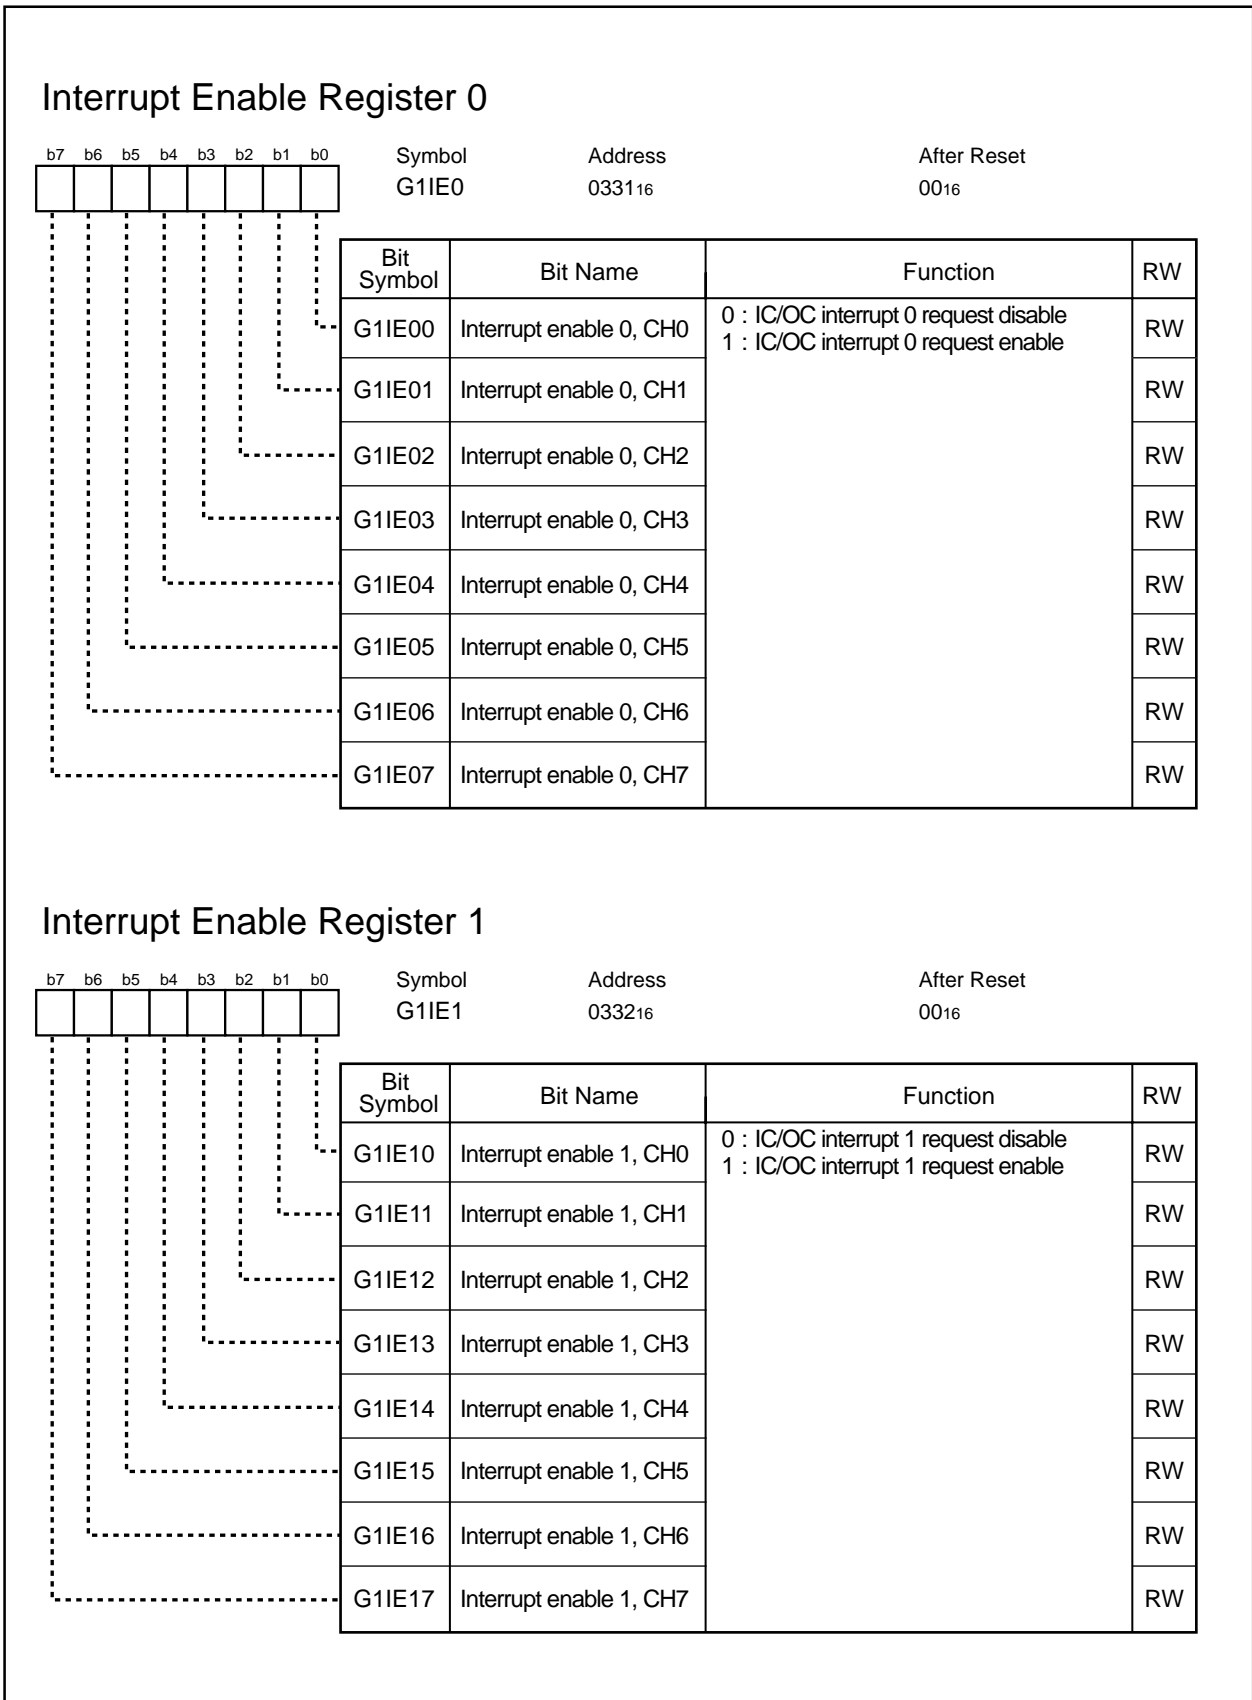 Interrupt Enable Register 0
b7 b6 b5 b4 b3 b2 b1 b0 Symbol Address After Reset
G1IE0 033116 0016
Bit Symbol Bit Name Function RW
G1IE00 Interrupt enable 0, CH0 0 : IC/OC interrupt 0 request disable RW
1 : IC/OC interrupt 0 request enable
G1IE01 Interrupt enable 0, CH1 RW
G1IE02 Interrupt enable 0, CH2 RW
G1IE03 Interrupt enable 0, CH3 RW
G1IE04 Interrupt enable 0, CH4 RW
G1IE05 Interrupt enable 0, CH5 RW
G1IE06 Interrupt enable 0, CH6 RW
G1IE07 Interrupt enable 0, CH7 RW
Interrupt Enable Register 1
b7 b6 b5 b4 b3 b2 b1 b0 Symbol Address After Reset
G1IE1 033216 0016
Bit Symbol Bit Name Function RW
G1IE10 Interrupt enable 1, CH0 0 : IC/OC interrupt 1 request disable RW
1 : IC/OC interrupt 1 request enable
G1IE11 Interrupt enable 1, CH1 RW
G1IE12 Interrupt enable 1, CH2 RW
G1IE13 Interrupt enable 1, CH3 RW
G1IE14 Interrupt enable 1, CH4 RW
G1IE15 Interrupt enable 1, CH5 RW
G1IE16 Interrupt enable 1, CH6 RW
G1IE17 Interrupt enable 1, CH7 RW